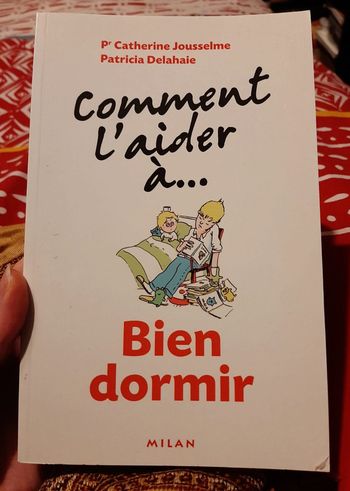 Pr Catherine Jousselme
Patricia Delahaie
Comment
l'aider
à...
Bien
dormir
MILAN